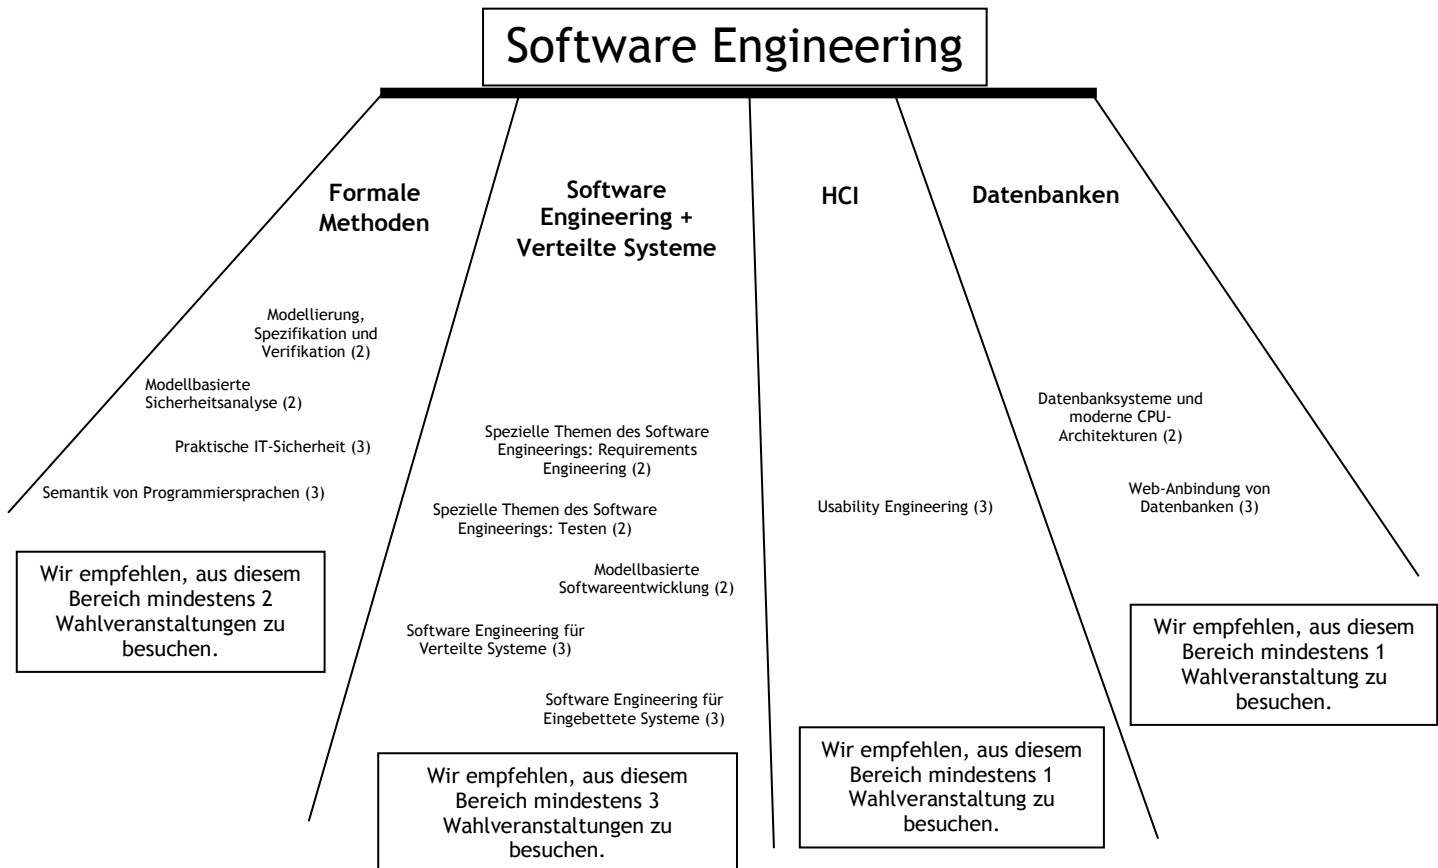 Software Engineering
Formale
Methoden
Modellierung,
Spezifikation und
Verifikation (2)
Modellbasierte
Sicherheitsanalyse (2)
Praktische IT-Sicherheit (3)
Semantik von Programmiersprachen (3)
Wir empfehlen, aus diesem
Bereich mindestens 2
Wahlveranstaltungen zu
besuchen.
Software
Engineering +
Verteilte Systeme
Spezielle Themen des Software
Engineerings: Requirements
Engineering (2)
Spezielle Themen des Software
Engineerings: Testen (2)
Modellbasierte
Softwareentwicklung (2)
Software Engineering für
Verteilte Systeme (3)
Software Engineering für
Eingebettete Systeme (3)
Wir empfehlen, aus diesem
Bereich mindestens 3
Wahlveranstaltungen zu
besuchen.
HCI
Usability Engineering (3)
Wir empfehlen, aus diesem
Bereich mindestens 1
Wahlveranstaltung zu
besuchen.
Datenbanken
Datenbanksysteme und
moderne CPU-
Architekturen (2)
Web-Anbindung von
Datenbanken (3)
Wir empfehlen, aus diesem
Bereich mindestens 1
Wahlveranstaltung zu
besuchen.